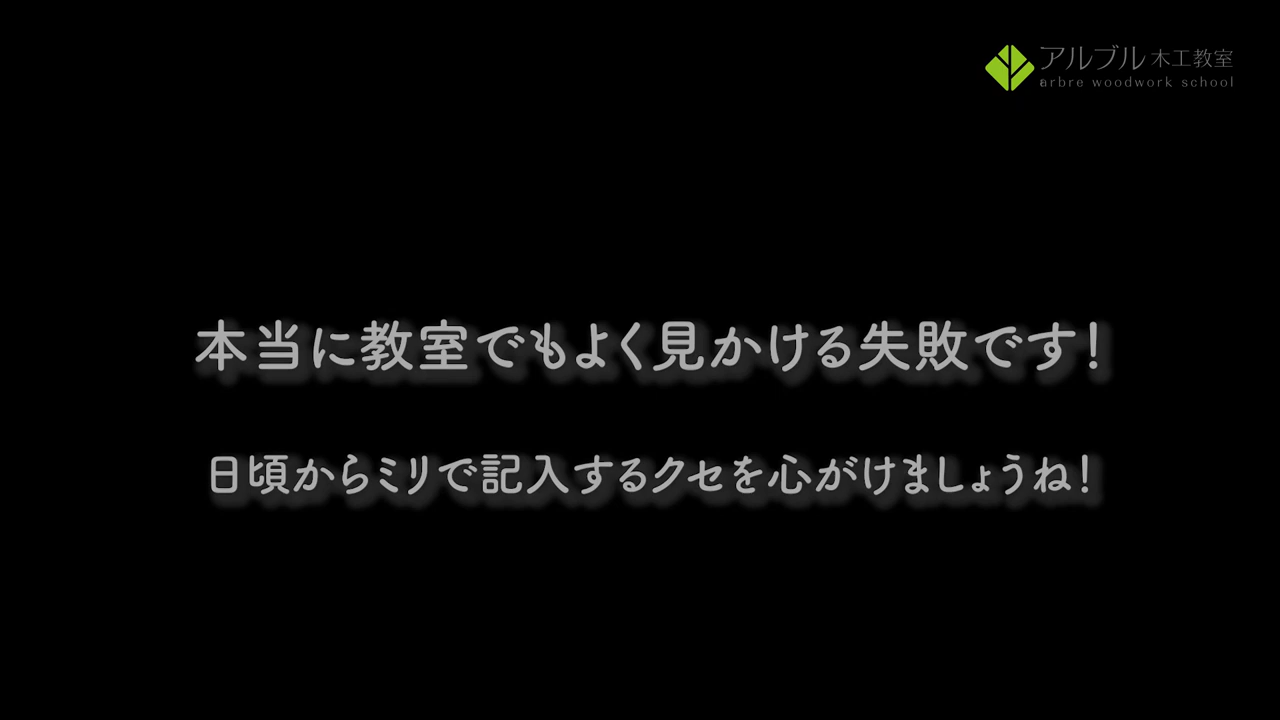 アルブル木工教室
arbre woodwork school
本当に教室でもよく見かける失敗です！
日頃からミリで記入するクセを心がけましょうね！